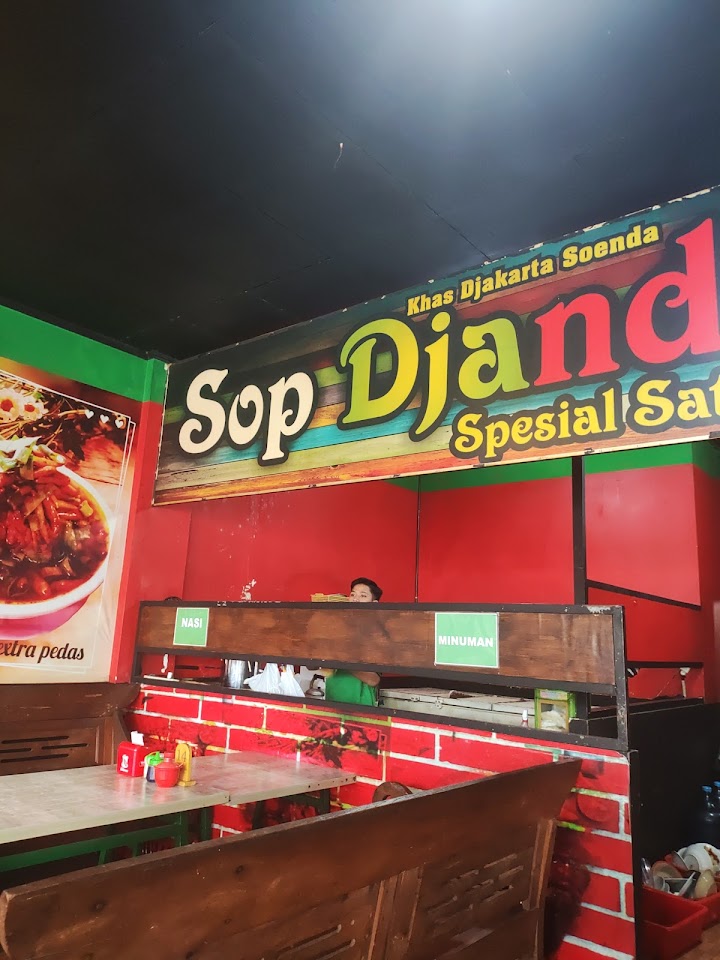 Khas Djakarta Soenda
Sop Djand
Spesial Sat
extra pedas
NASI
MINUMAN